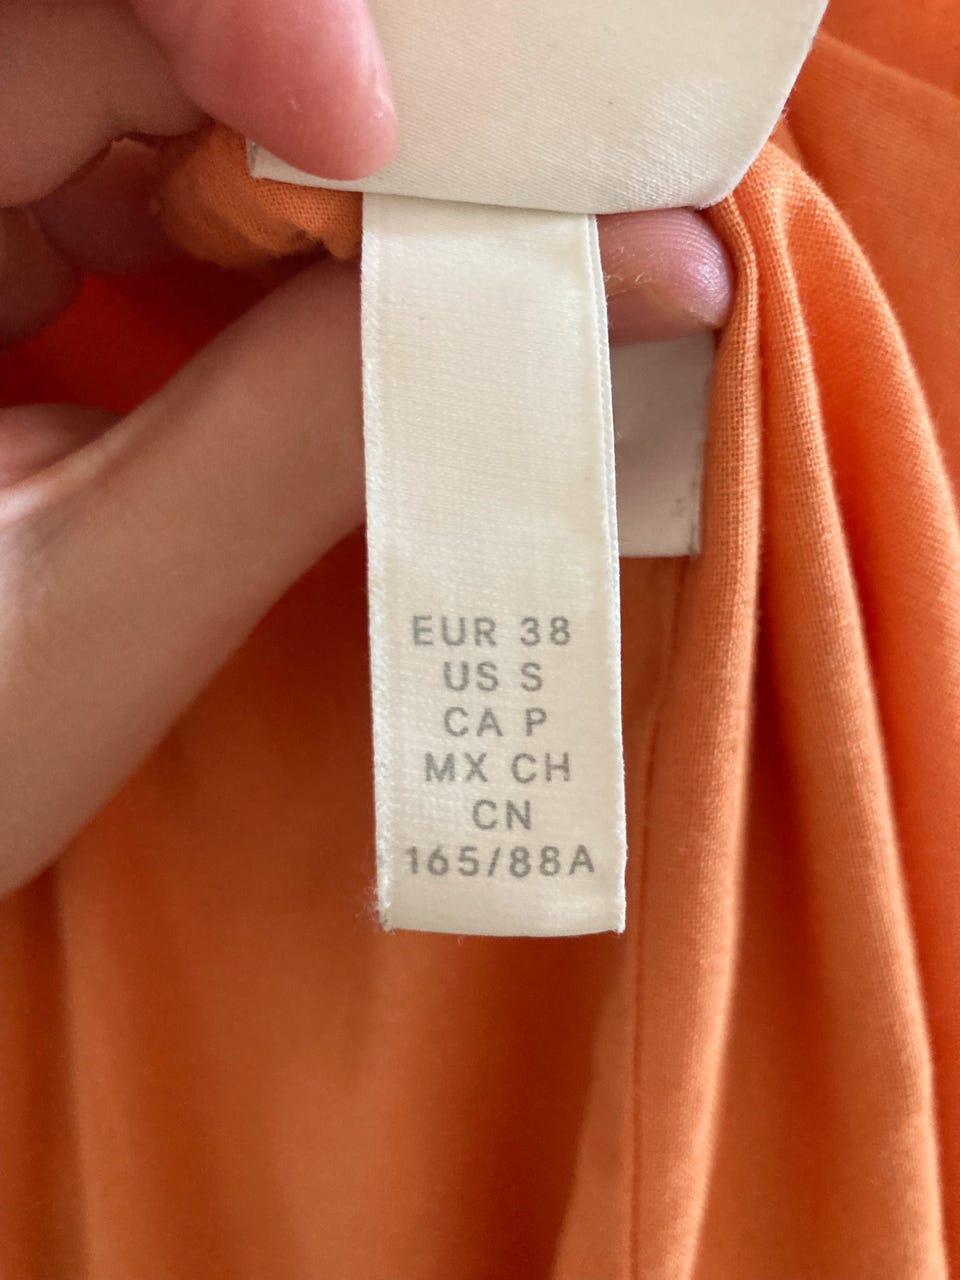 EUR 38
US S
CA P
MX CH
CN
165/88A